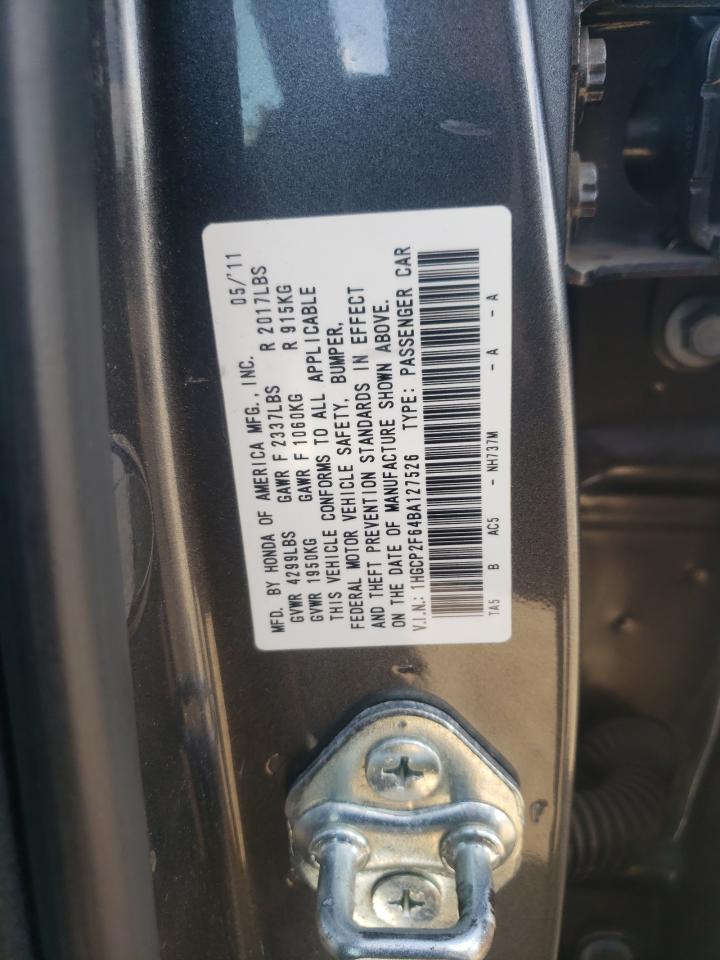 MFD. BY HONDA OF AMERICA MFG., INC. 05/'11
GVWR 4299LBS GAWR F 2337LBS R 2017LBS
GVWR 1950KG GAWR F 1060KG R 915KG
THIS VEHICLE CONFORMS TO ALL APPLICABLE
FEDERAL MOTOR VEHICLE SAFETY, BUMPER,
AND THEFT PREVENTION STANDARDS IN EFFECT
ON THE DATE OF MANUFACTURE SHOWN ABOVE.
V.I.N.: 1HGCP2F64BA127526 TYPE: PASSENGER CAR
TA5 B AC5 - NH737M - A - A